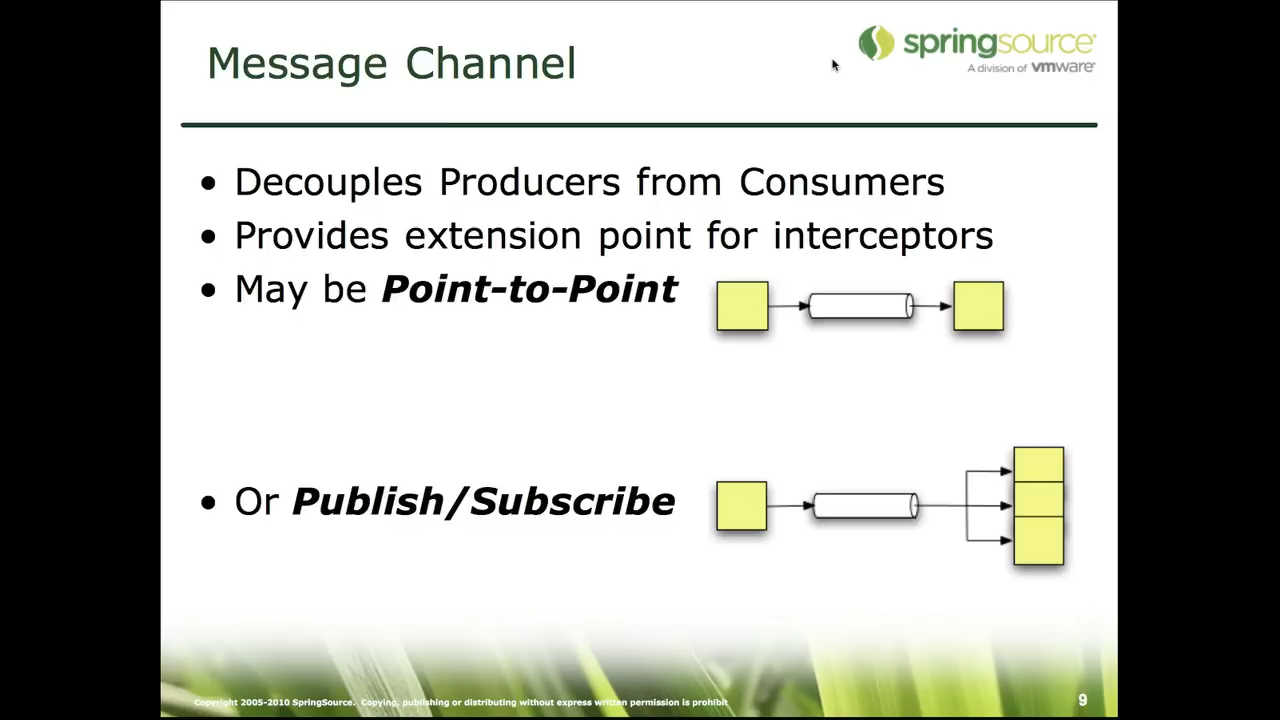 Message Channel
springsource
A division of vmware
• Decouples Producers from Consumers
• Provides extension point for interceptors
• May be Point-to-Point
• Or Publish/Subscribe
Copyright 2005-2010 SpringSource. Copying, publishing or distributing without express written permission is prohibit
9